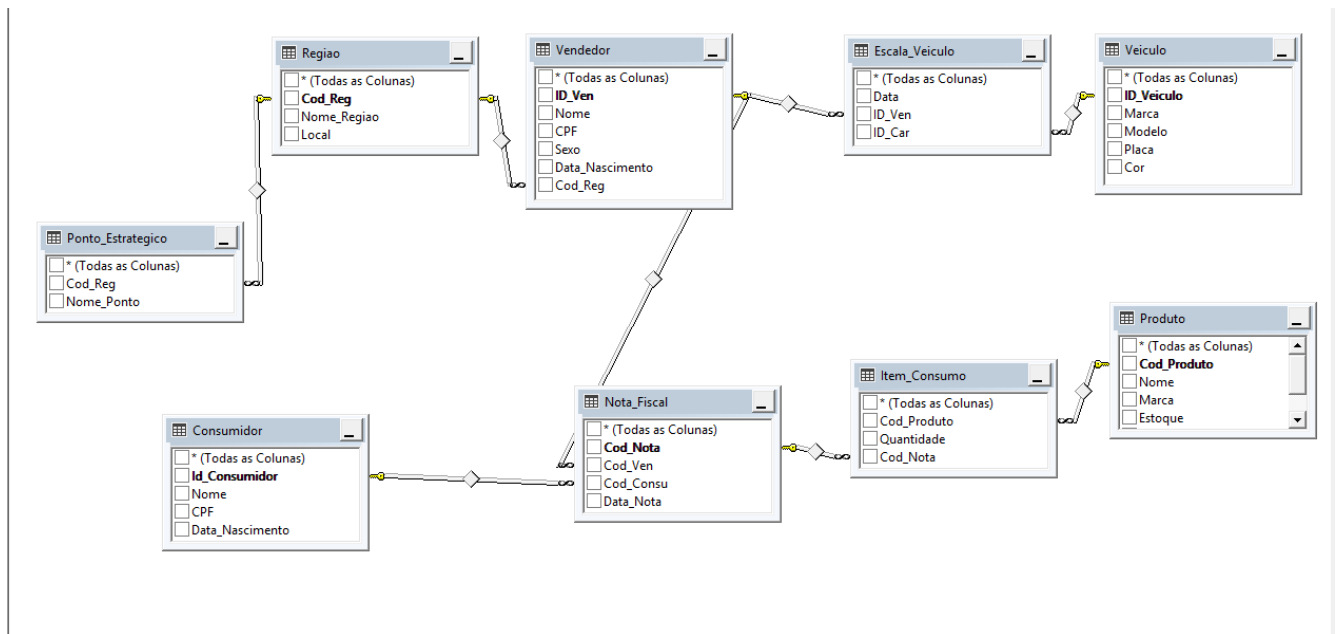 Regiao
* (Todas as Colunas)
Cod_Reg
Nome_Regiao
Local
Vendedor
* (Todas as Colunas)
ID_Ven
Nome
CPF
Sexo
Data_Nascimento
Cod_Reg
Escala_Veiculo
* (Todas as Colunas)
Data
ID_Ven
ID_Car
Veiculo
* (Todas as Colunas)
ID_Veiculo
Marca
Modelo
Placa
Cor
Ponto_Estrategico
* (Todas as Colunas)
Cod_Reg
Nome_Ponto
Produto
* (Todas as Colunas)
Cod_Produto
Nome
Marca
Estoque
Item_Consumo
* (Todas as Colunas)
Cod_Produto
Quantidade
Cod_Nota
Nota_Fiscal
* (Todas as Colunas)
Cod_Nota
Cod_Ven
Cod_Consu
Data_Nota
Consumidor
* (Todas as Colunas)
Id_Consumidor
Nome
CPF
Data_Nascimento